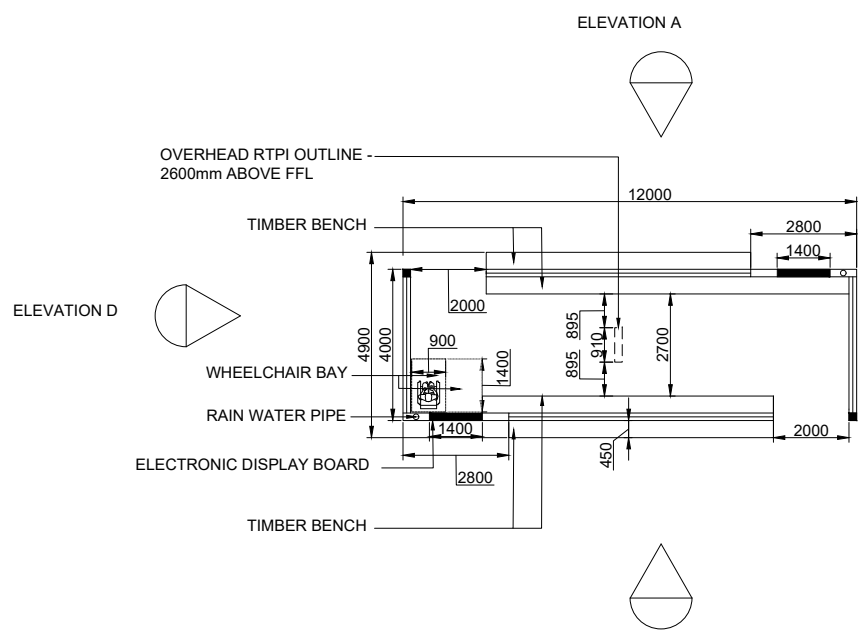 ELEVATION A
OVERHEAD RTPI OUTLINE -
2600mm ABOVE FFL
12000
TIMBER BENCH
2800
1400
2000
ELEVATION D
4900
4000
895
910
895
2700
900
1400
WHEELCHAIR BAY
RAIN WATER PIPE
1400
2000
450
ELECTRONIC DISPLAY BOARD
2800
TIMBER BENCH